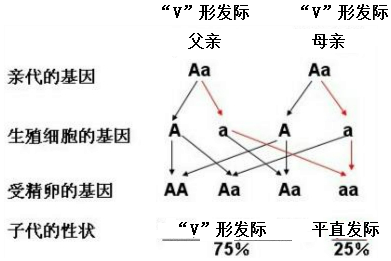 “V”形发际 “V”形发际
父亲 母亲
亲代的基因 Aa Aa
生殖细胞的基因 A a A a
受精卵的基因 AA Aa Aa aa
子代的性状 “V”形发际 平直发际
75% 25%